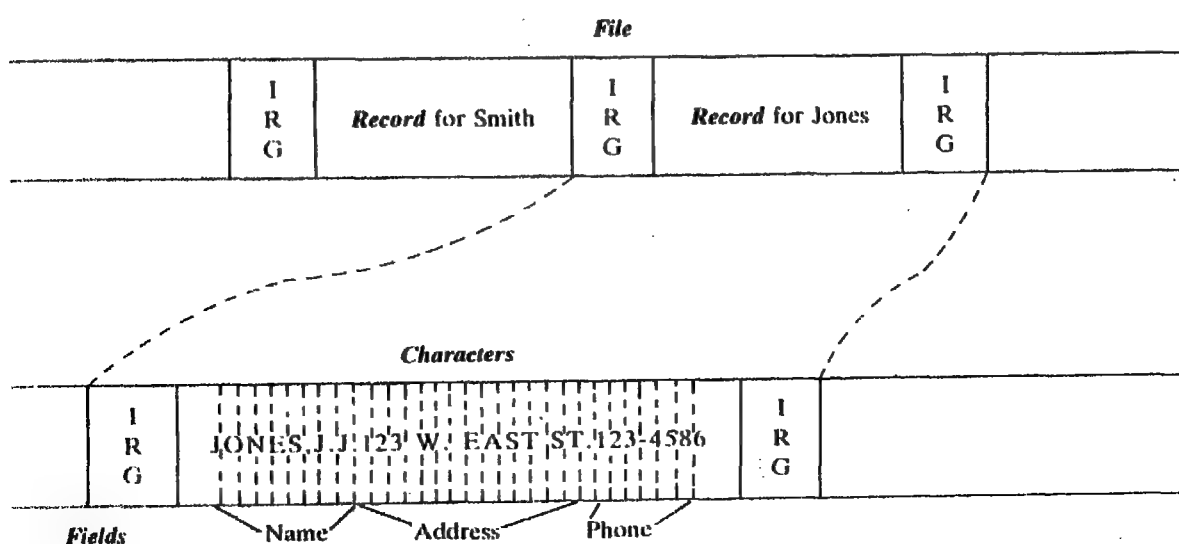 File
I
R
G
Record for Smith
I
R
G
Record for Jones
I
R
G
Characters
I
R
G
JONES,J.J.123 W. EAST ST.123-4586
I
R
G
Fields
Name
Address
Phone